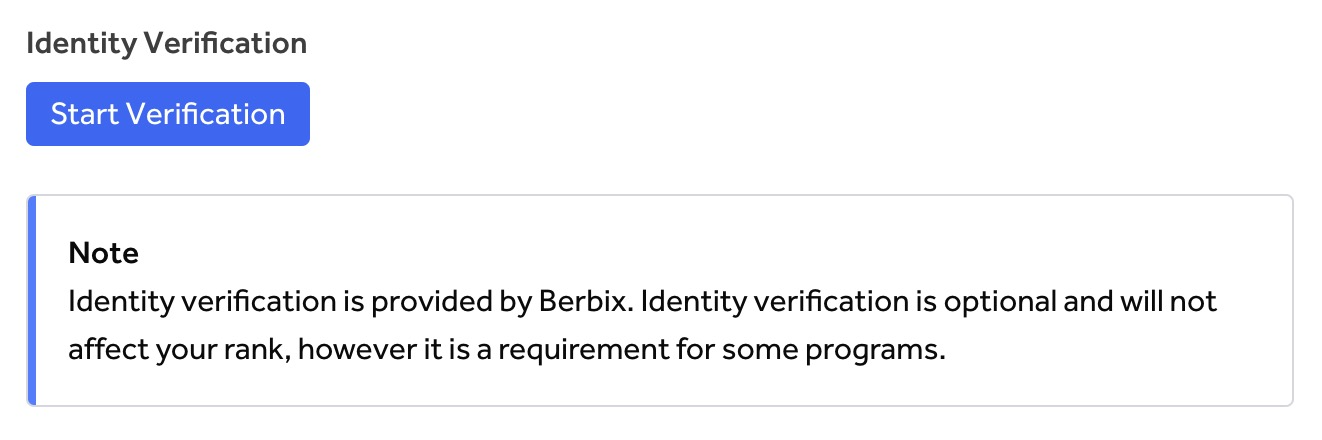 Identity Verification
Start Verification
Note
Identity verification is provided by Berbix. Identity verification is optional and will not
affect your rank, however it is a requirement for some programs.